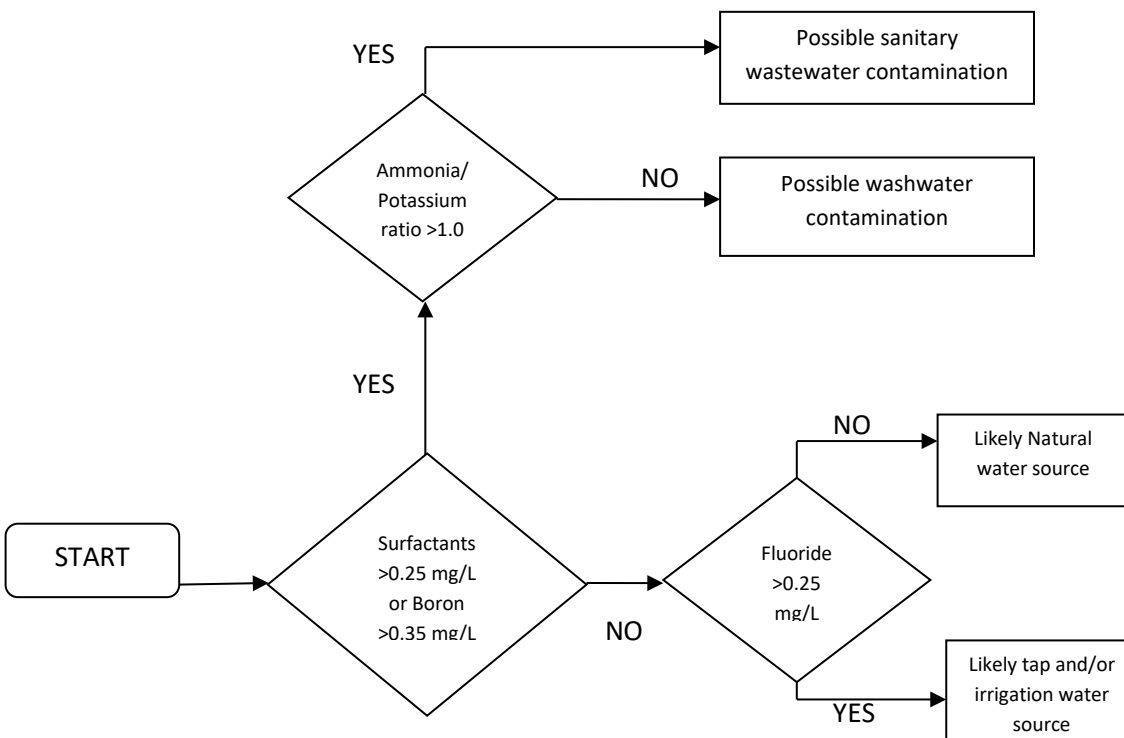 YES
Possible sanitary
wastewater contamination
Ammonia/
Potassium
ratio >1.0
NO
Possible washwater
contamination
YES
START
Surfactants
>0.25 mg/L
or Boron
>0.35 mg/L
NO
Fluoride
>0.25
mg/L
NO
Likely Natural
water source
YES
Likely tap and/or
irrigation water
source